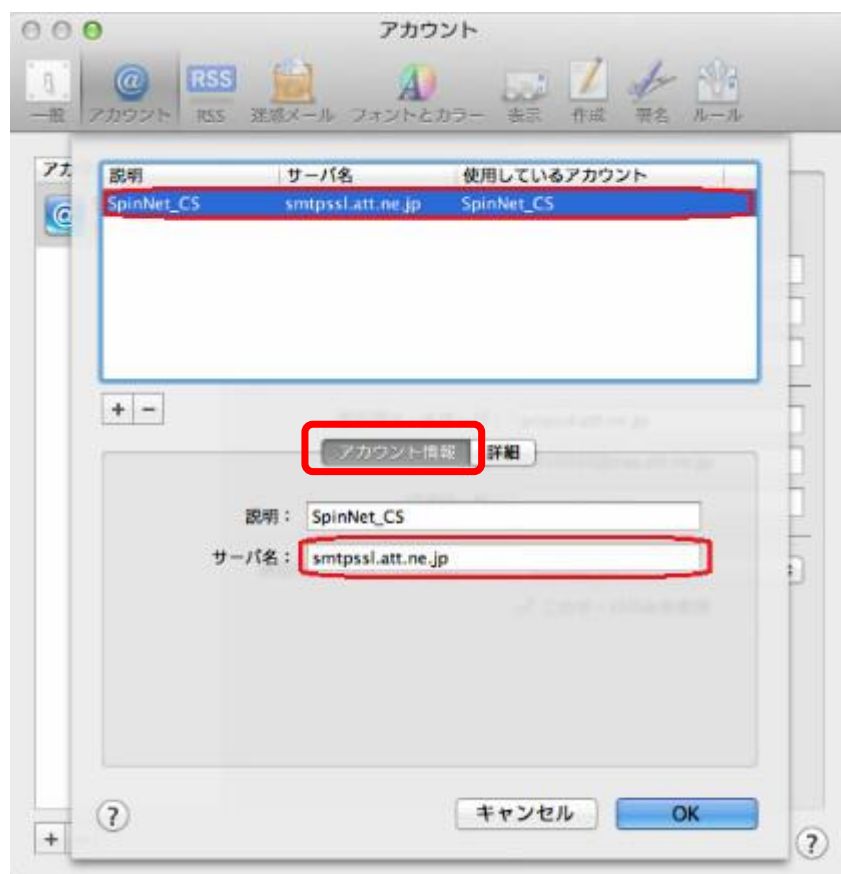 アカウント
RSS
一般 アカウント RSS 迷惑メール フォントとカラー 表示 作成 署名 ルール
アカ
説明 サーバ名 使用しているアカウント
SpinNet_CS smtpssl.att.ne.jp SpinNet_CS
+ −
アカウント情報 詳細
説明： SpinNet_CS
サーバ名： smtpssl.att.ne.jp
? キャンセル OK
+ ?